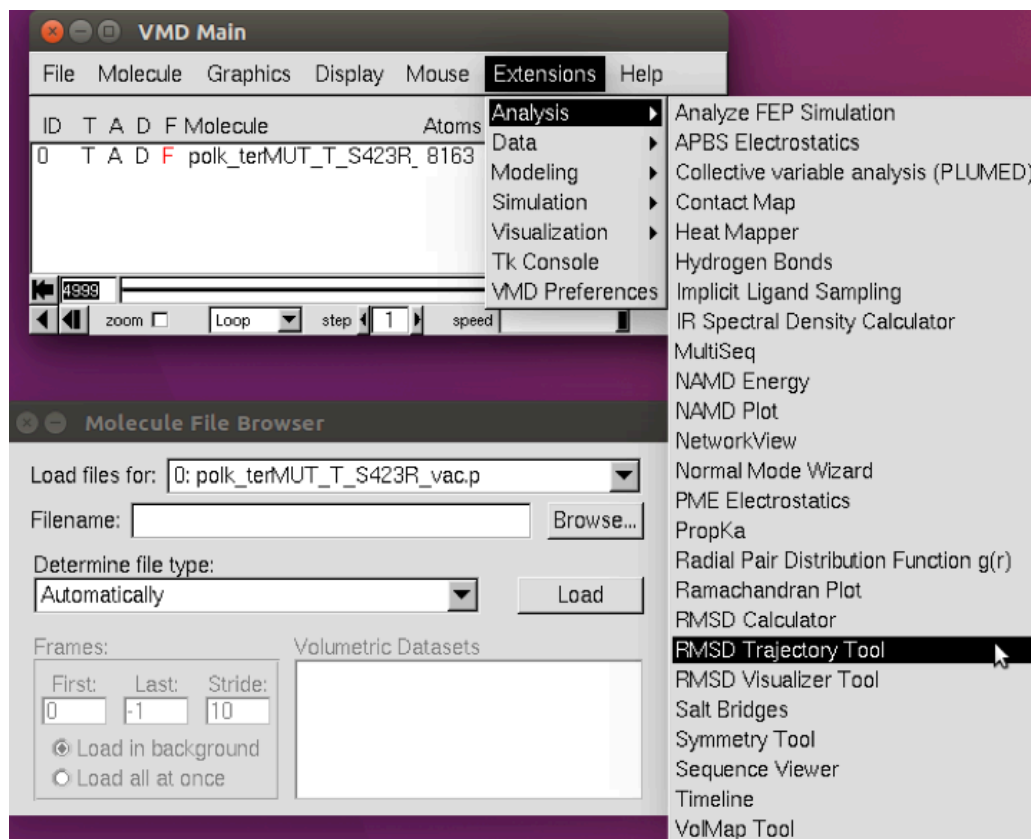 VMD Main
File Molecule Graphics Display Mouse Extensions Help
ID T A D F Molecule Atoms
0 T A D F polk_terMUT_T_S423R_ 8163
4999
zoom Loop step 1 speed
Analysis
Data
Modeling
Simulation
Visualization
Tk Console
VMD Preferences
Analyze FEP Simulation
APBS Electrostatics
Collective variable analysis (PLUMED)
Contact Map
Heat Mapper
Hydrogen Bonds
Implicit Ligand Sampling
IR Spectral Density Calculator
MultiSeq
NAMD Energy
NAMD Plot
NetworkView
Normal Mode Wizard
PME Electrostatics
PropKa
Radial Pair Distribution Function g(r)
Ramachandran Plot
RMSD Calculator
RMSD Trajectory Tool
RMSD Visualizer Tool
Salt Bridges
Symmetry Tool
Sequence Viewer
Timeline
VolMap Tool
Molecule File Browser
Load files for: 0: polk_terMUT_T_S423R_vac.p
Filename: Browse...
Determine file type:
Automatically Load
Frames: Volumetric Datasets
First: Last: Stride:
0 -1 10
Load in background
Load all at once